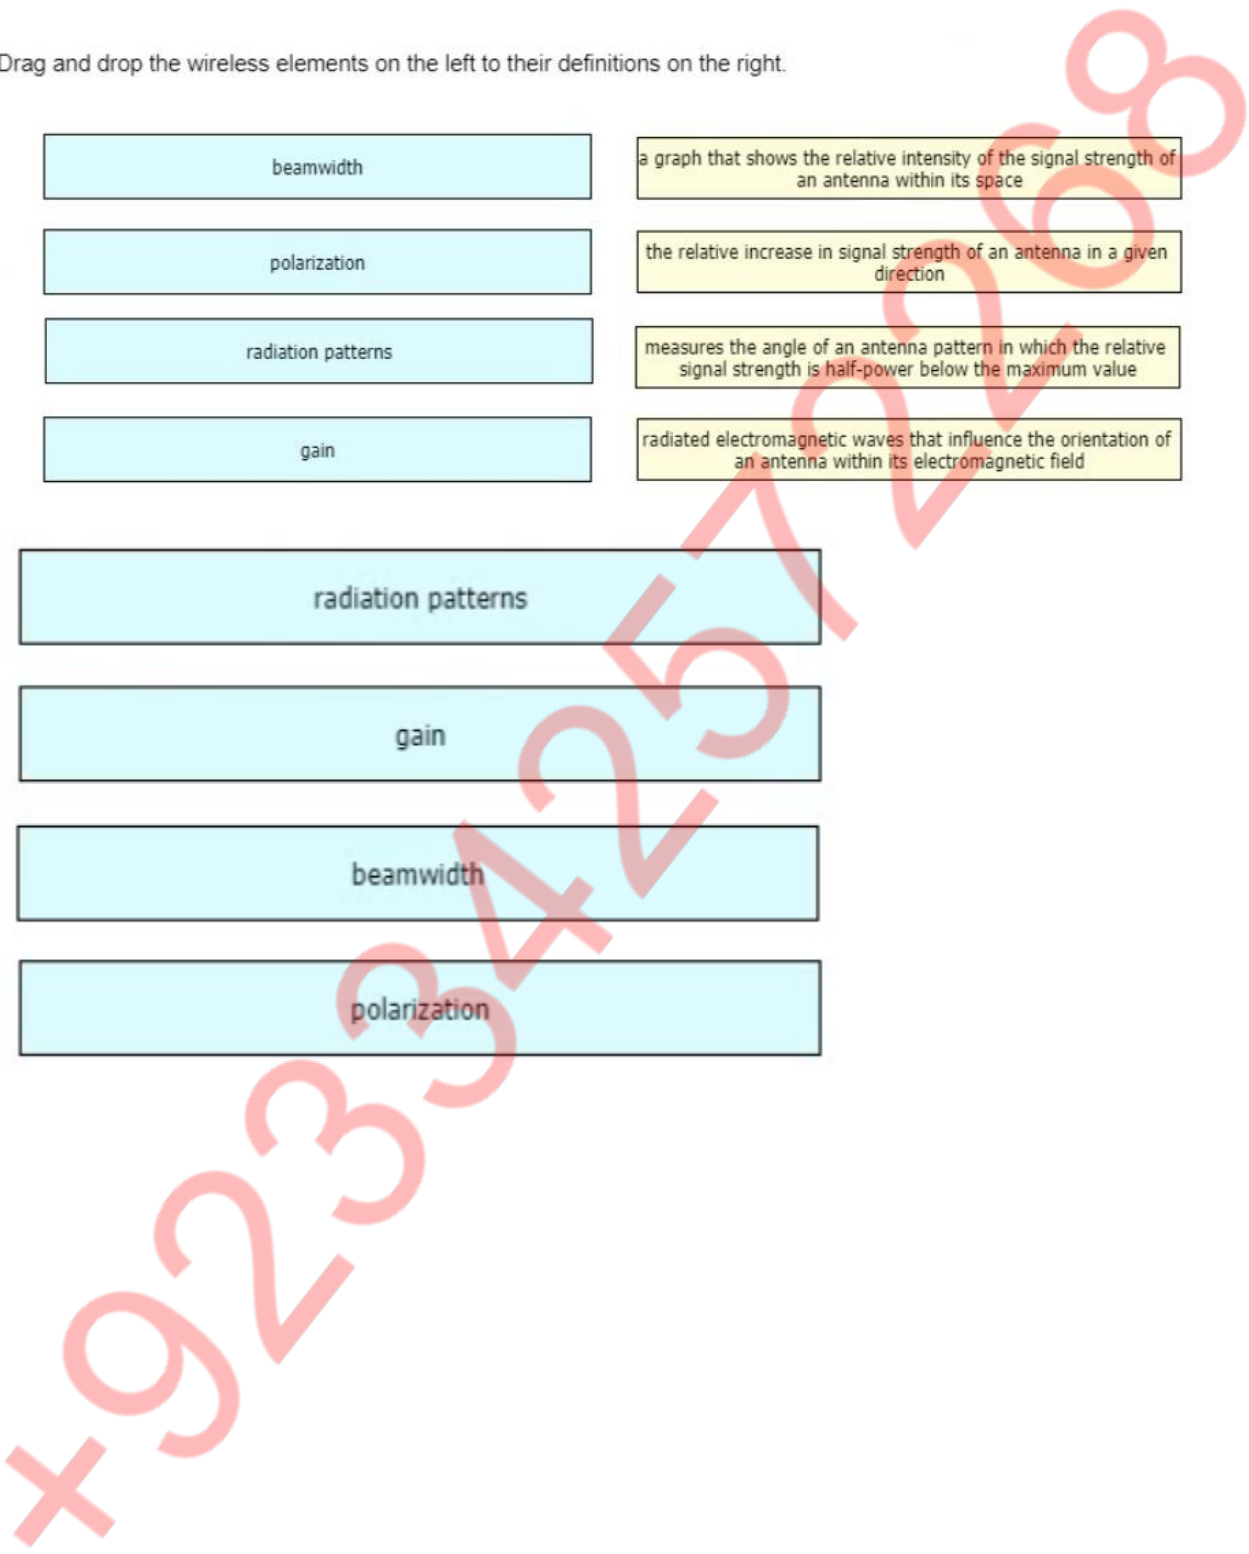 Drag and drop the wireless elements on the left to their definitions on the right.
beamwidth
polarization
radiation patterns
gain
a graph that shows the relative intensity of the signal strength of
an antenna within its space
the relative increase in signal strength of an antenna in a given
direction
measures the angle of an antenna pattern in which the relative
signal strength is half-power below the maximum value
radiated electromagnetic waves that influence the orientation of
an antenna within its electromagnetic field
radiation patterns
gain
beamwidth
polarization
+923342572268